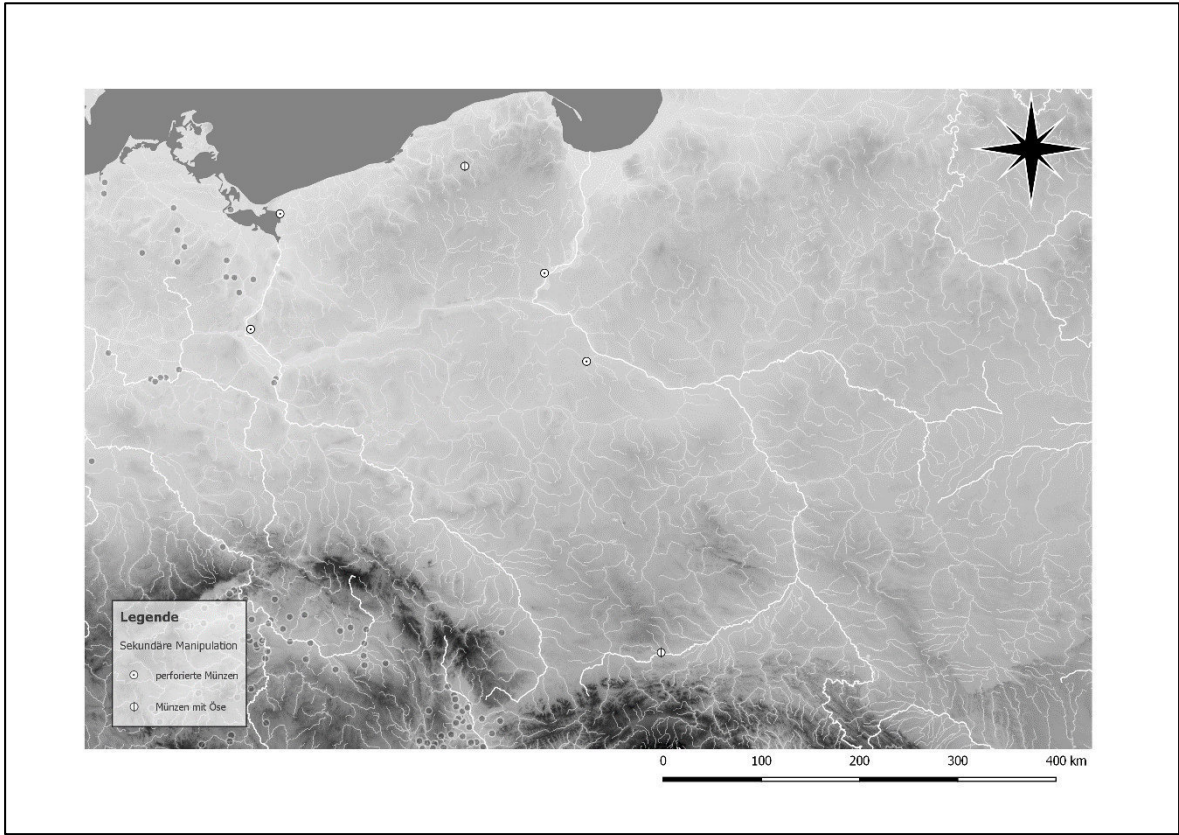 Legende
Sekundäre Manipulation
perforierte Münzen
Münzen mit Öse
0 100 200 300 400 km